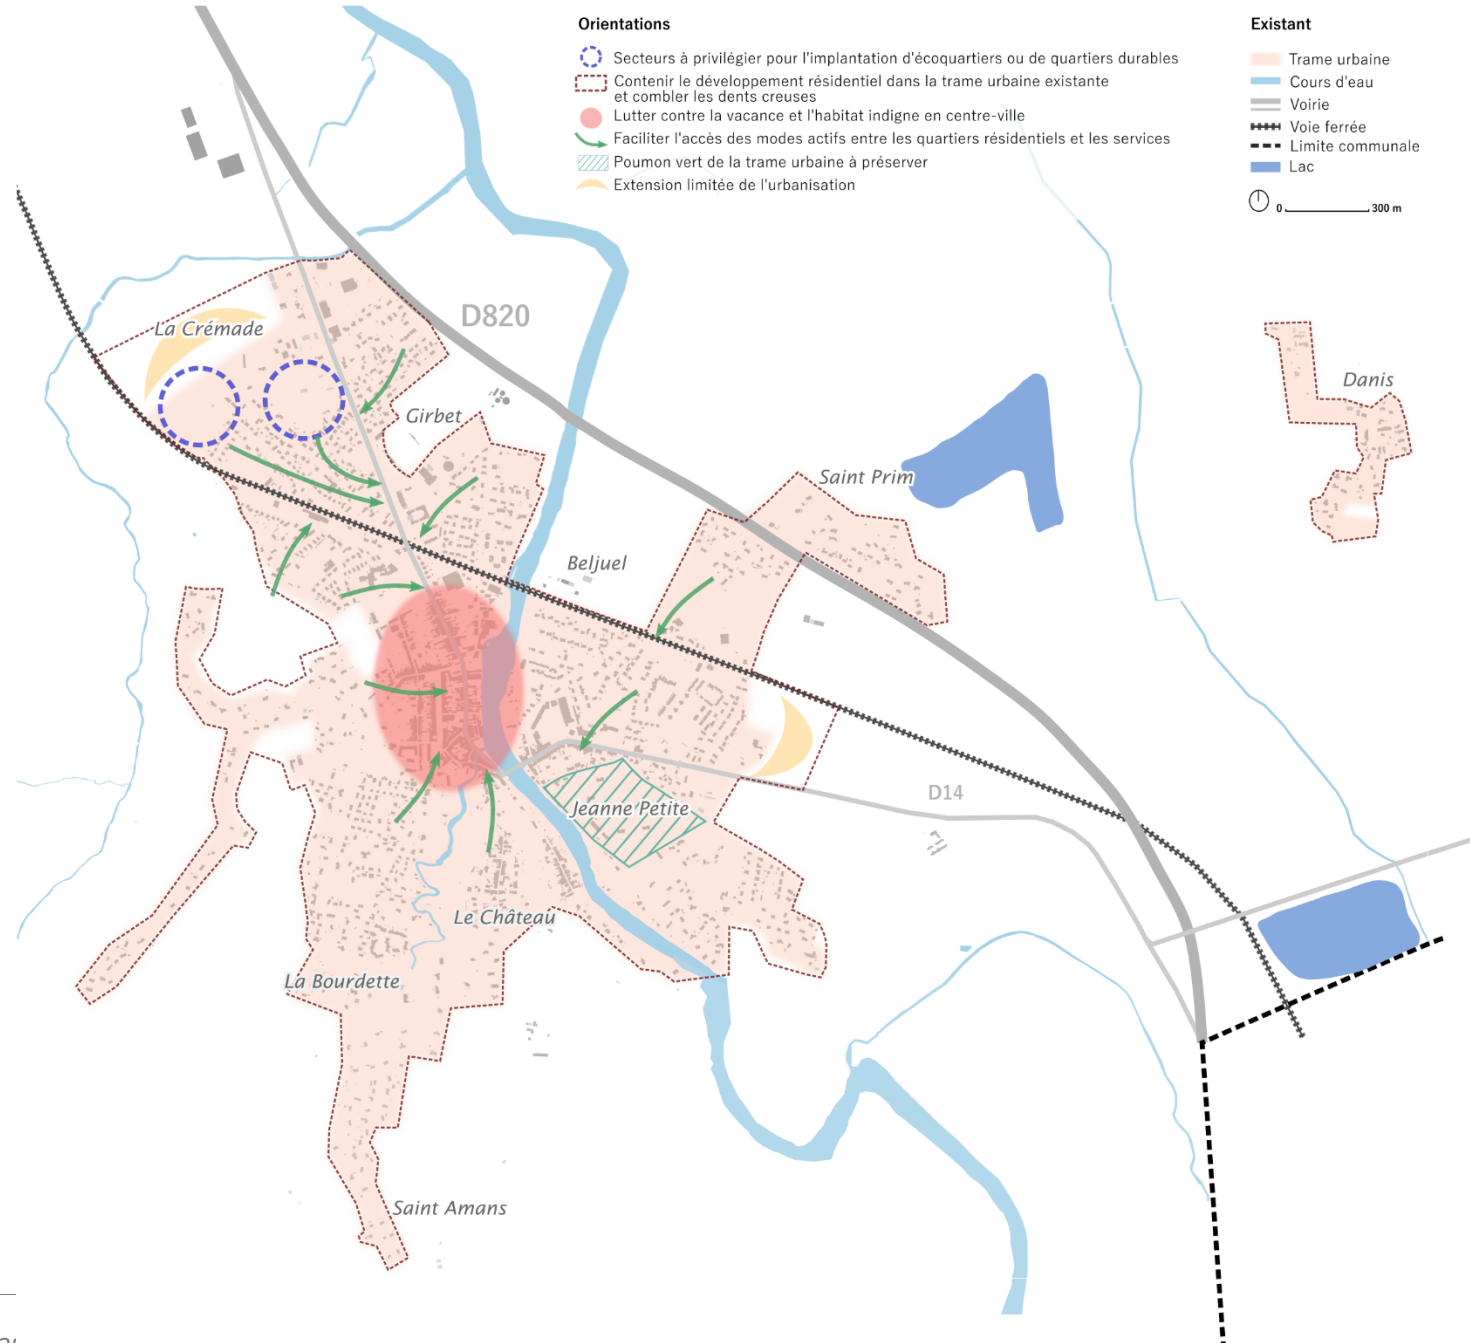 Orientations
Secteurs à privilégier pour l'implantation d'écoquartiers ou de quartiers durables
Contenir le développement résidentiel dans la trame urbaine existante
et combler les dents creuses
Lutter contre la vacance et l'habitat indigne en centre-ville
Faciliter l'accès des modes actifs entre les quartiers résidentiels et les services
Poumon vert de la trame urbaine à préserver
Extension limitée de l'urbanisation
Existant
Trame urbaine
Cours d'eau
Voirie
Voie ferrée
Limite communale
Lac
0 300 m
D820
La Crémade
Danis
Girbet
Saint Prim
Beljuel
D14
Jeanne Petite
Le Château
La Bourdette
Saint Amans